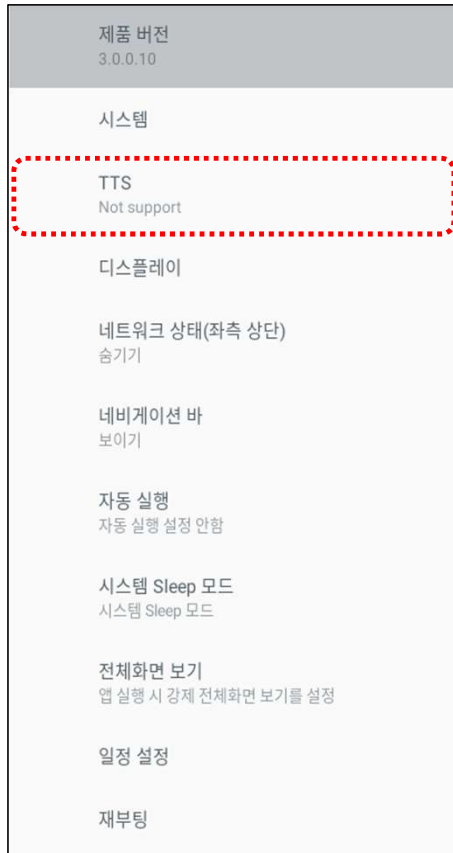 제품 버전
3.0.0.10
시스템
TTS
Not support
디스플레이
네트워크 상태(좌측 상단)
숨기기
네비게이션 바
보이기
자동 실행
자동 실행 설정 안함
시스템 Sleep 모드
시스템 Sleep 모드
전체화면 보기
앱 실행 시 강제 전체화면 보기를 설정
일정 설정
재부팅